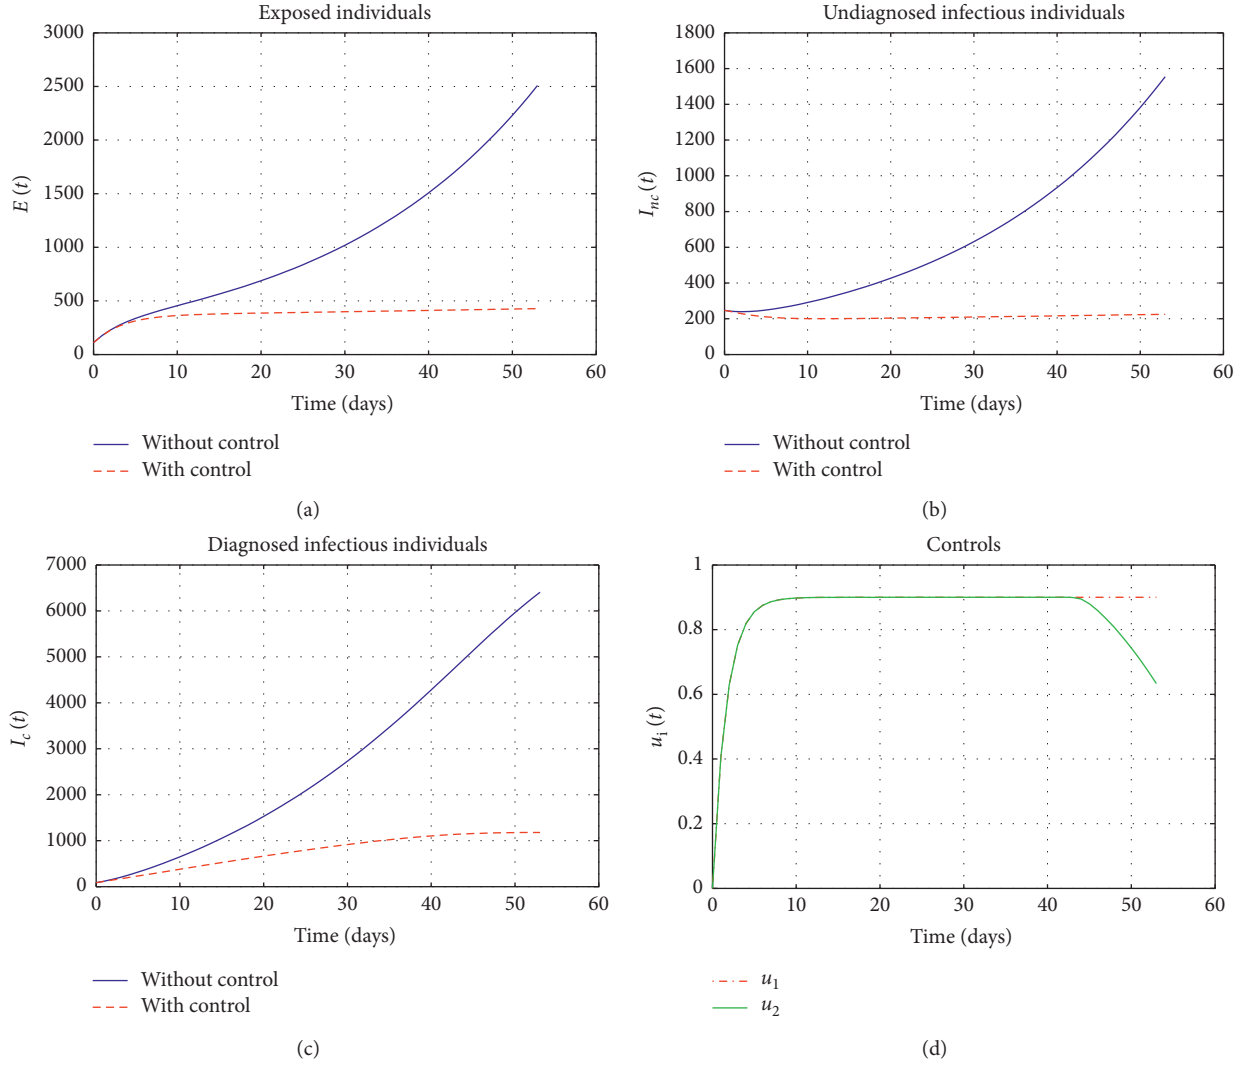 Exposed individuals
3000
2500
2000
1500
1000
500
0
E (t)
0 10 20 30 40 50 60
Time (days)
Without control
With control
(a)
Undiagnosed infectious individuals
1800
1600
1400
1200
1000
800
600
400
200
0
I_nc (t)
0 10 20 30 40 50 60
Time (days)
Without control
With control
(b)
Diagnosed infectious individuals
7000
6000
5000
4000
3000
2000
1000
0
I_c (t)
0 10 20 30 40 50 60
Time (days)
Without control
With control
(c)
Controls
1
0.8
0.6
0.4
0.2
0
u_i (t)
0 10 20 30 40 50 60
Time (days)
u_1
u_2
(d)